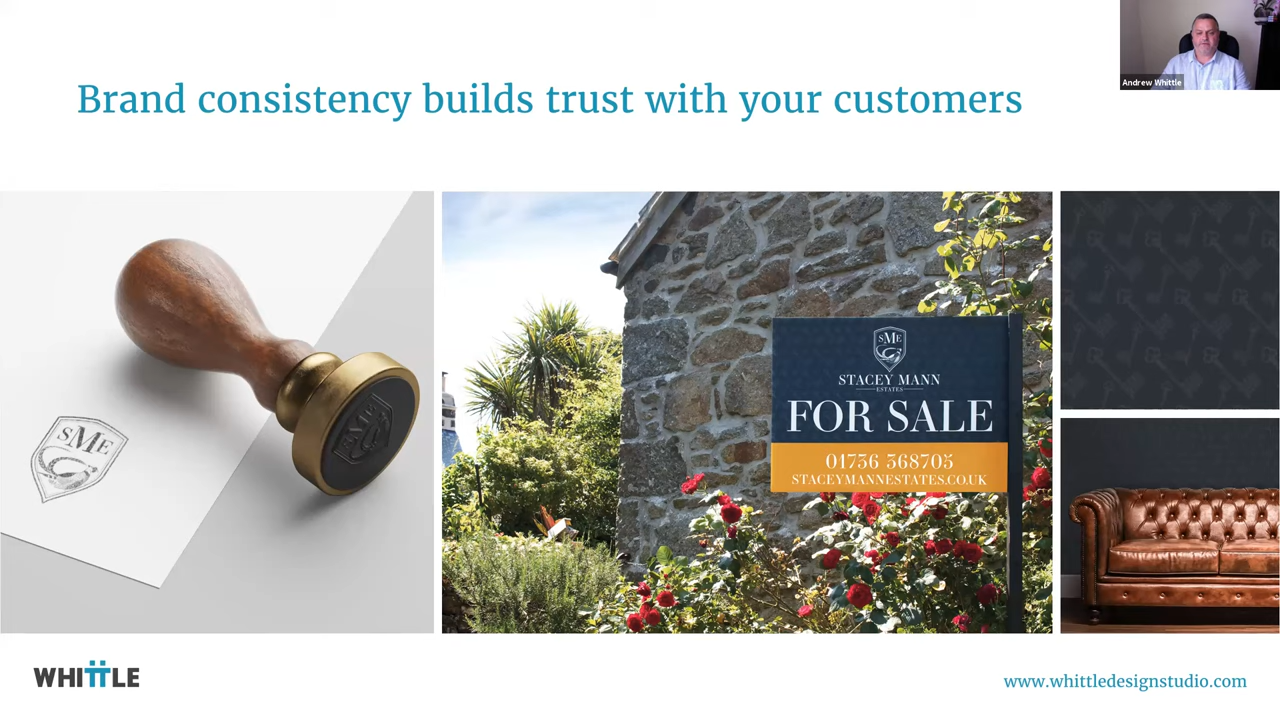 Brand consistency builds trust with your customers
Andrew Whittle
SME
SME
STACEY MANN
ESTATES
FOR SALE
01736 368705
STACEYMANNESTATES.CO.UK
WHITTLE
www.whittledesignstudio.com